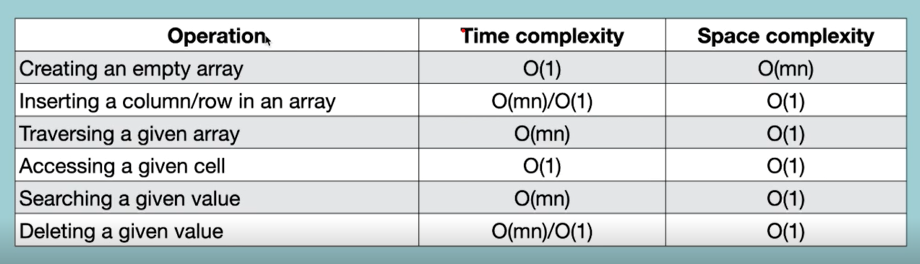 Operation Time complexity Space complexity
Creating an empty array O(1) O(mn)
Inserting a column/row in an array O(mn)/O(1) O(1)
Traversing a given array O(mn) O(1)
Accessing a given cell O(1) O(1)
Searching a given value O(mn) O(1)
Deleting a given value O(mn)/O(1) O(1)